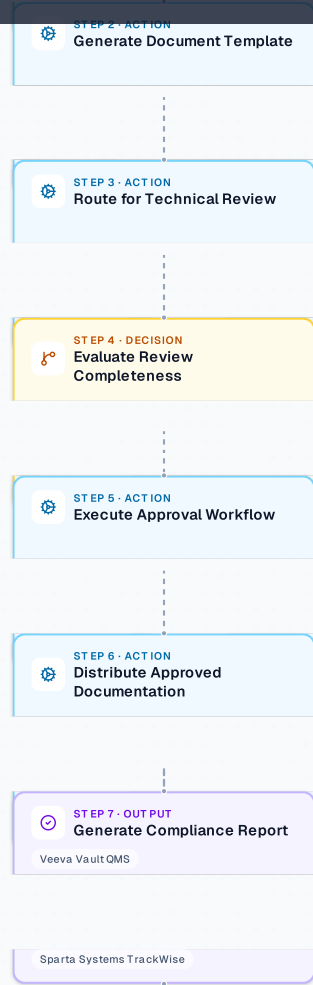 STEP 2 · ACTION
Generate Document Template
STEP 3 · ACTION
Route for Technical Review
STEP 4 · DECISION
Evaluate Review
Completeness
STEP 5 · ACTION
Execute Approval Workflow
STEP 6 · ACTION
Distribute Approved
Documentation
STEP 7 · OUTPUT
Generate Compliance Report
Veeva Vault QMS
Sparta Systems TrackWise